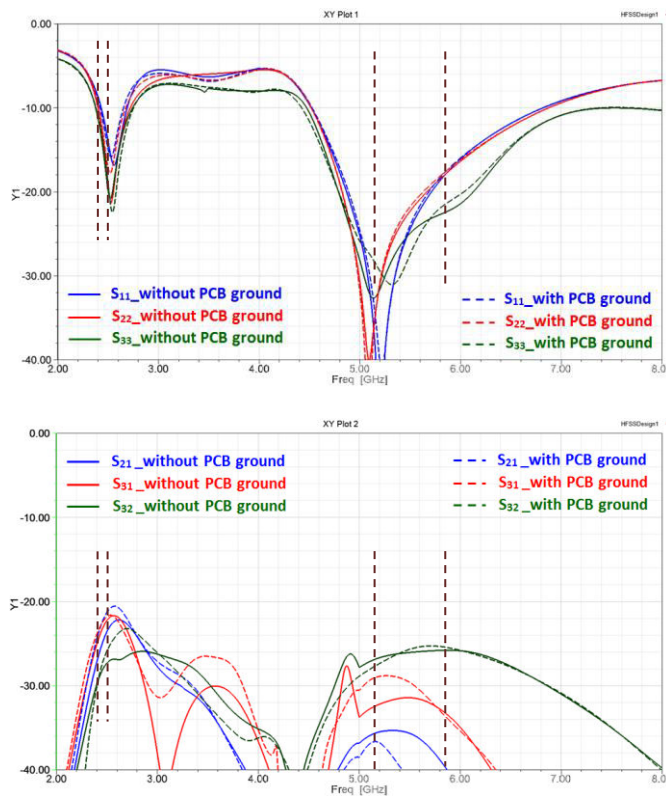 XY Plot 1
HFSSDesign1
0.00
-10.00
Y1
-20.00
-30.00
S11_without PCB ground
S22_without PCB ground
S33_without PCB ground
S11_with PCB ground
S22_with PCB ground
S33_with PCB ground
-40.00
2.00 3.00 4.00 5.00 6.00 7.00 8.0
Freq [GHz]
XY Plot 2
HFSSDesign1
0.00
S21_without PCB ground
S31_without PCB ground
S32_without PCB ground
S21_with PCB ground
S31_with PCB ground
S32_with PCB ground
-10.00
Y1
-20.00
-30.00
-40.00
2.00 3.00 4.00 5.00 6.00 7.00 8.0
Freq [GHz]